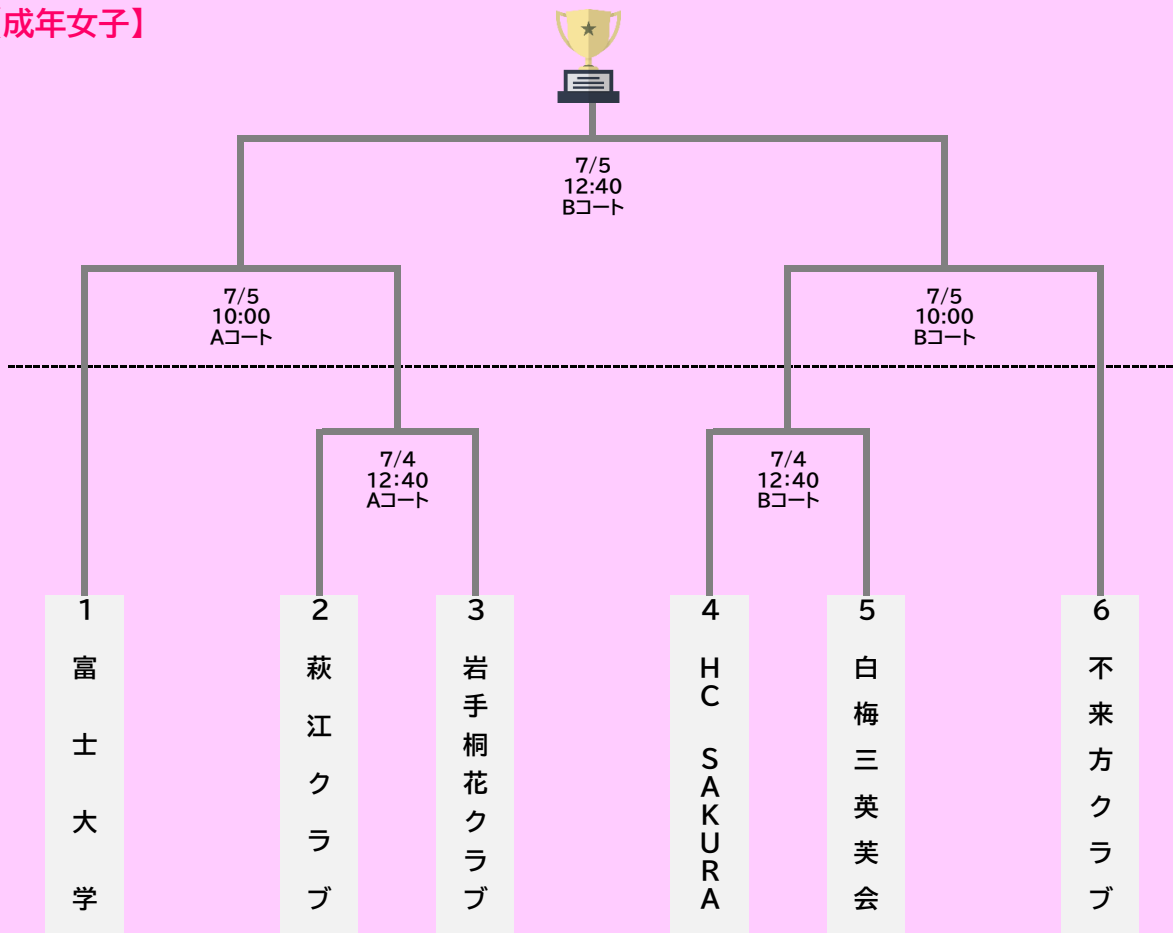 【成年女子】
7/5
12:40
Bコート
7/5
10:00
Aコート
7/5
10:00
Bコート
7/4
12:40
Aコート
7/4
12:40
Bコート
1
富士大学
2
萩江クラブ
3
岩手桐花クラブ
4
HC SAKURA
5
白梅三英芙会
6
不来方クラブ